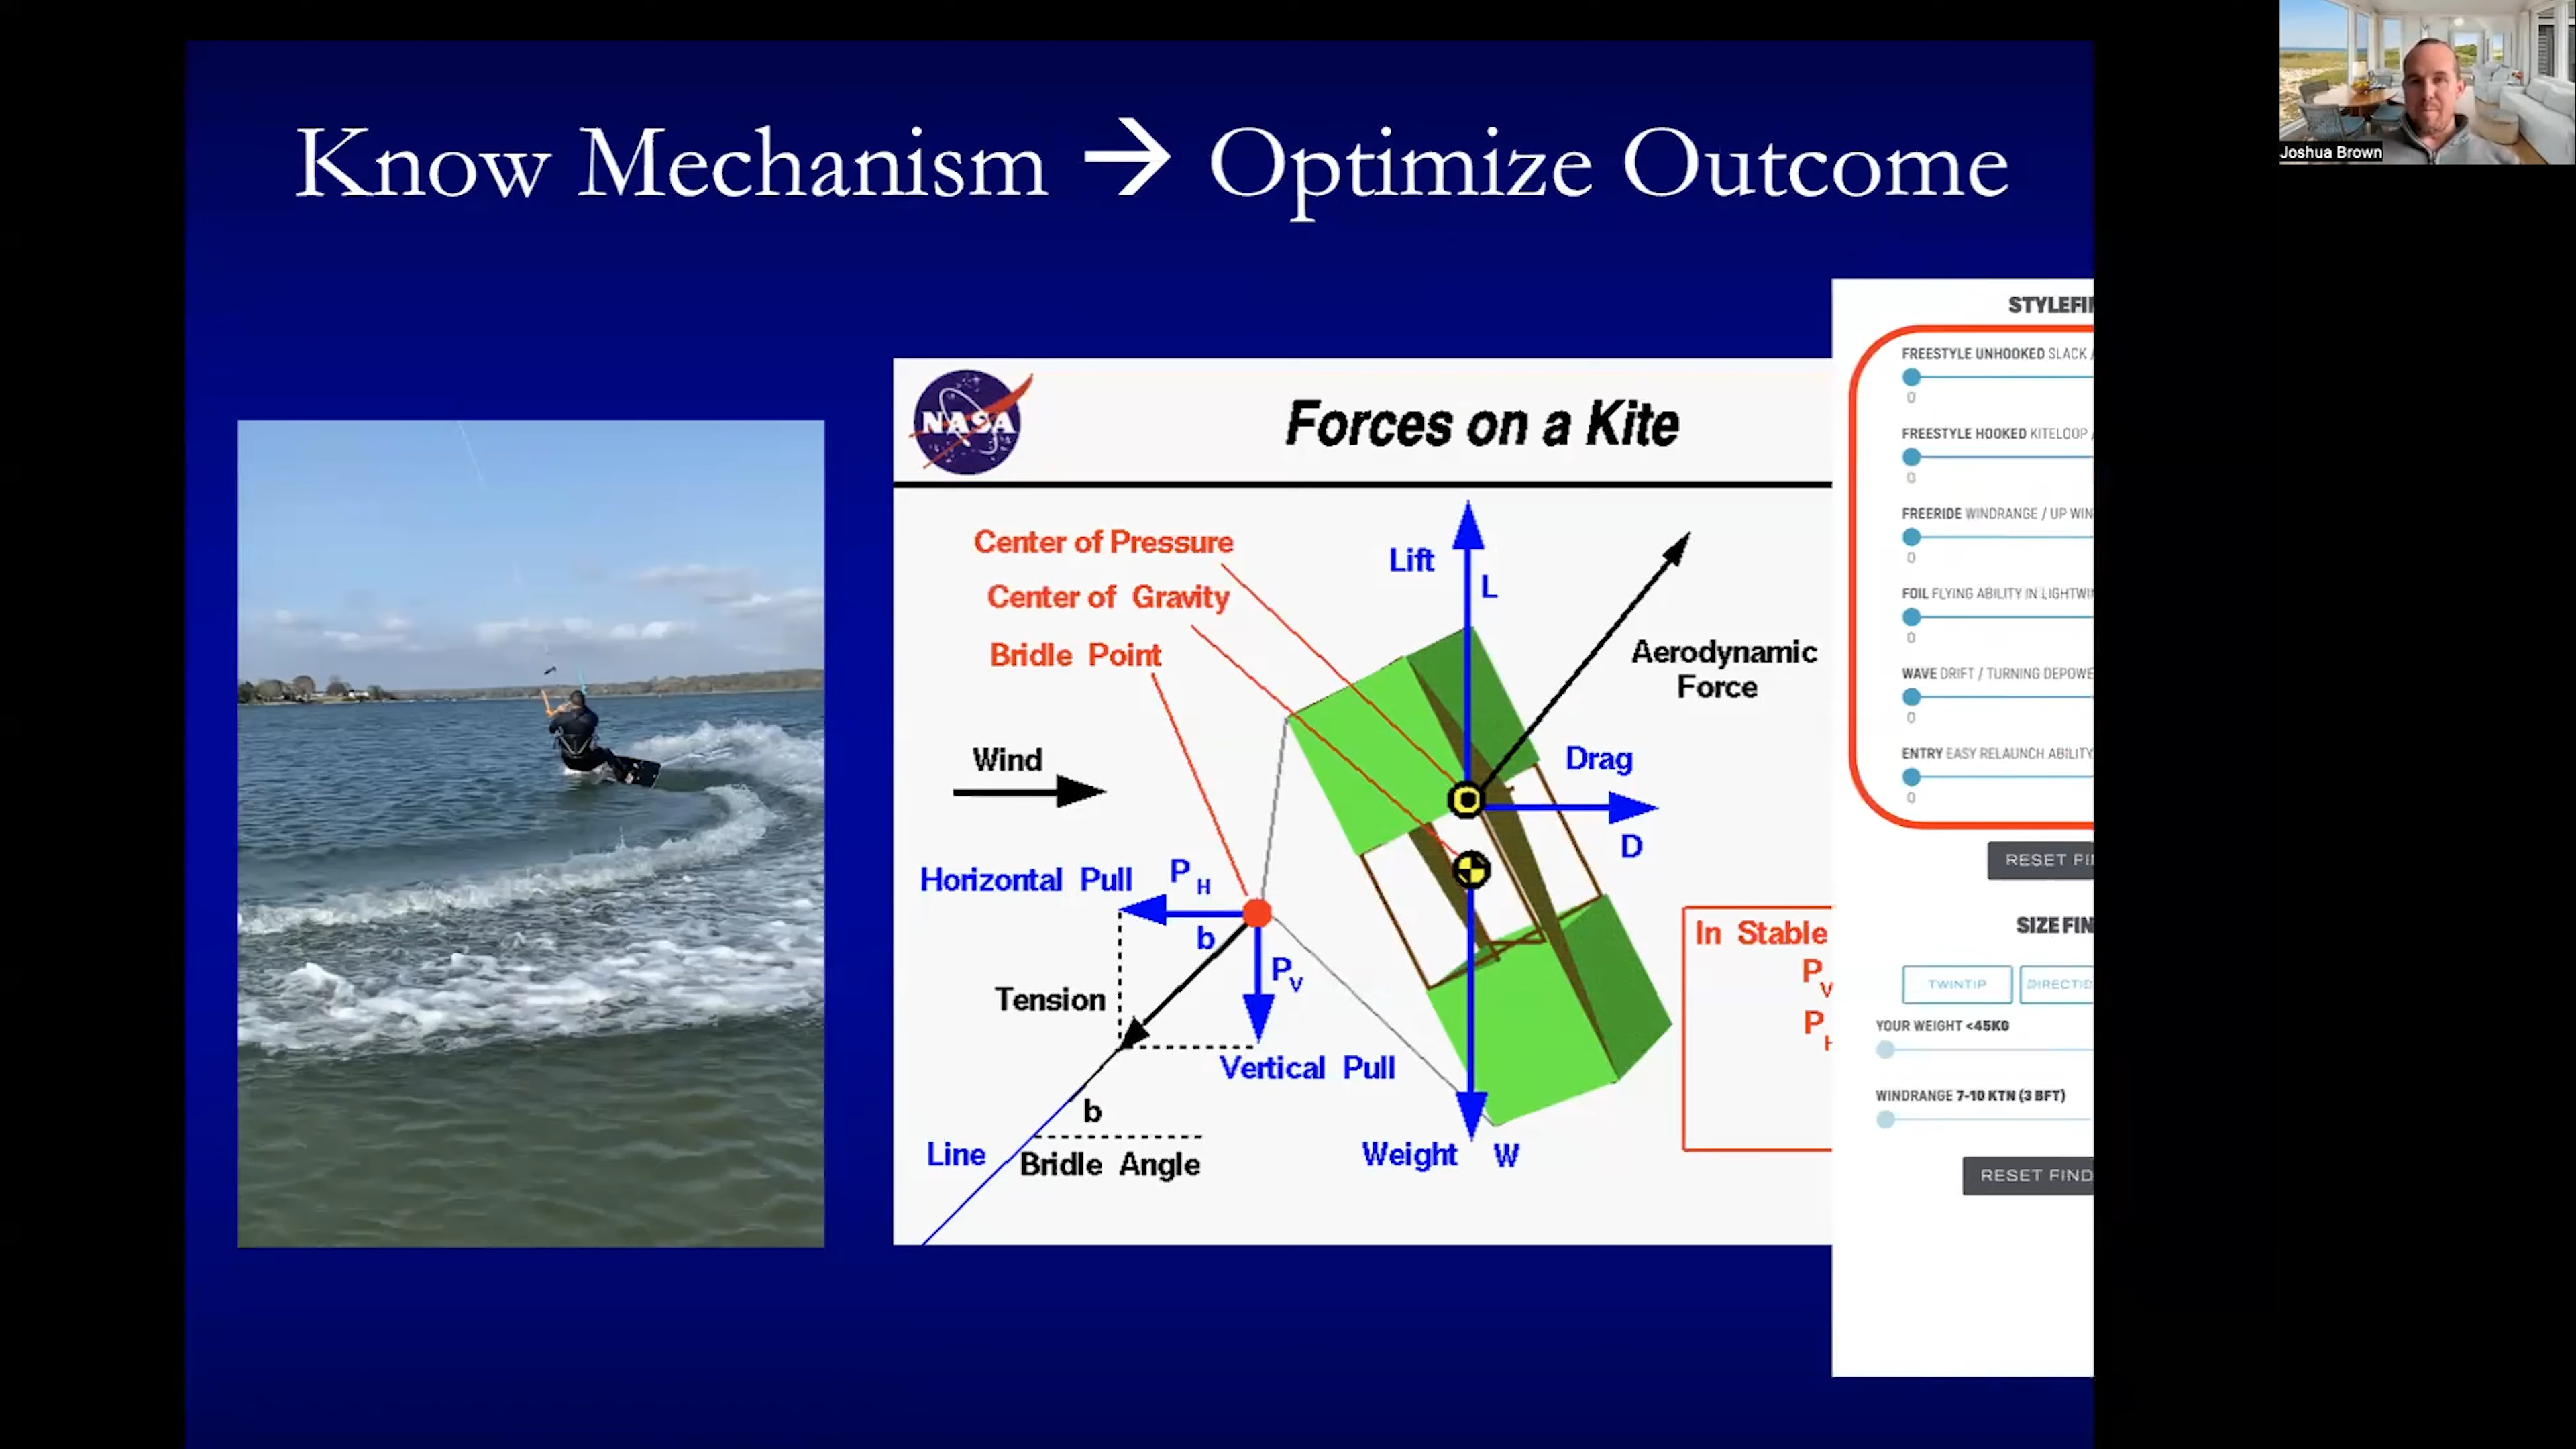 Know Mechanism → Optimize Outcome
Joshua Brown
NASA
Forces on a Kite
Center of Pressure
Center of Gravity
Bridle Point
Lift
L
Aerodynamic
Force
Wind
Drag
D
Horizontal Pull
P H
b
P V
Tension
Vertical Pull
b
Line
Bridle Angle
Weight W
In Stable
P V
P
STYLEFI
FREESTYLE UNHOOKED SLACK /
0
FREESTYLE HOOKED KITELOOP /
0
FREERIDE WINDRANGE / UP WIN
0
FOIL FLYING ABILITY IN LIGHTWI
0
WAVE DRIFT / TURNING DEPOWE
0
ENTRY EASY RELAUNCH ABILITY
0
RESET FI
SIZE FIN
TWINTIP
DIRECTIO
YOUR WEIGHT <45KG
WINDRANGE 7-10 KTN (3 BFT)
RESET FIND